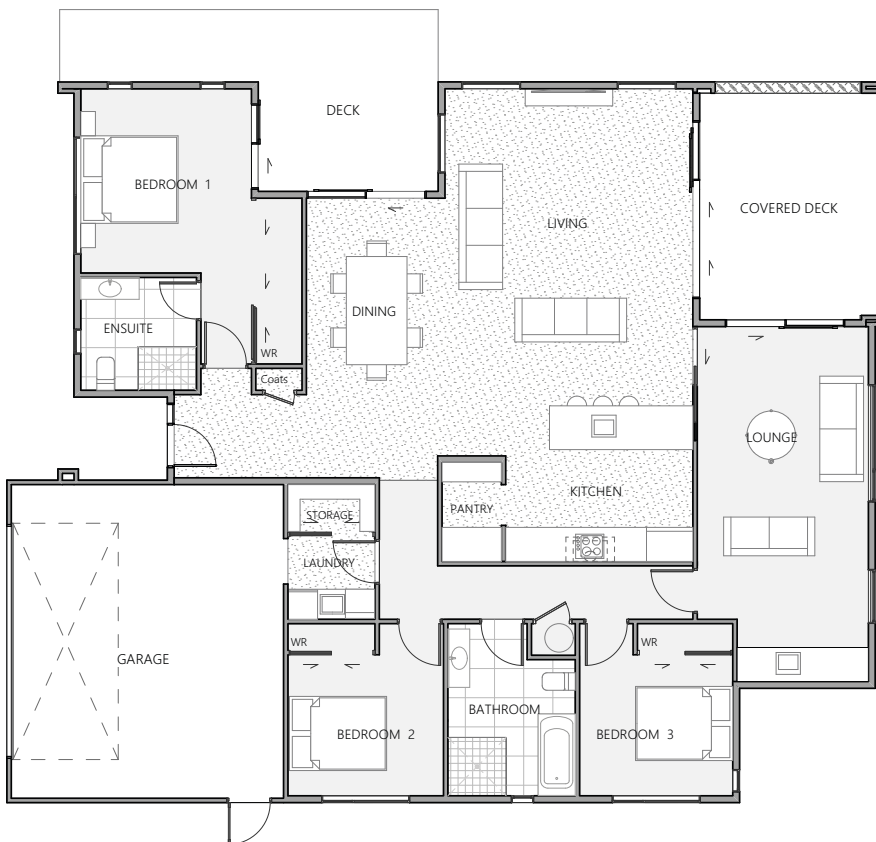 DECK
BEDROOM 1
LIVING
COVERED DECK
DINING
ENSUITE
WR
Coats
LOUNGE
KITCHEN
PANTRY
STORAGE
LAUNDRY
WR
WR
GARAGE
BATHROOM
BEDROOM 2
BEDROOM 3